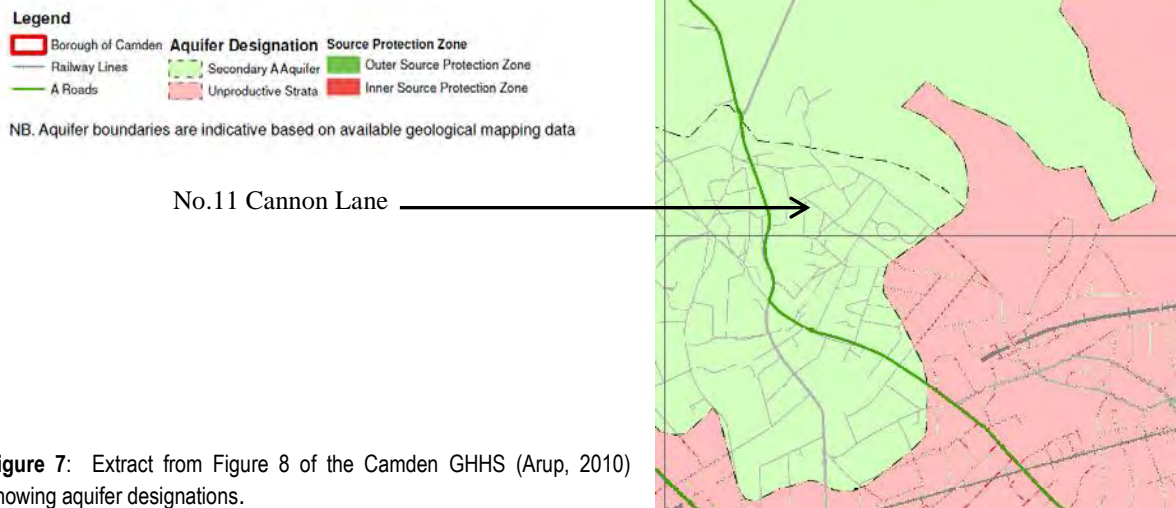 Legend
Borough of Camden Aquifer Designation Source Protection Zone
Railway Lines Secondary A Aquifer Outer Source Protection Zone
A Roads Unproductive Strata Inner Source Protection Zone
NB. Aquifer boundaries are indicative based on available geological mapping data
No.11 Cannon Lane
igure 7: Extract from Figure 8 of the Camden GHHS (Arup, 2010)
howing aquifer designations.